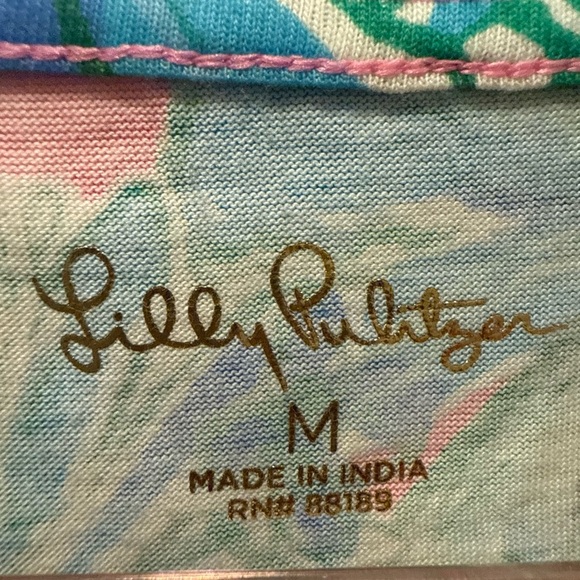 Lilly Pulitzer
M
MADE IN INDIA
RN# 88189